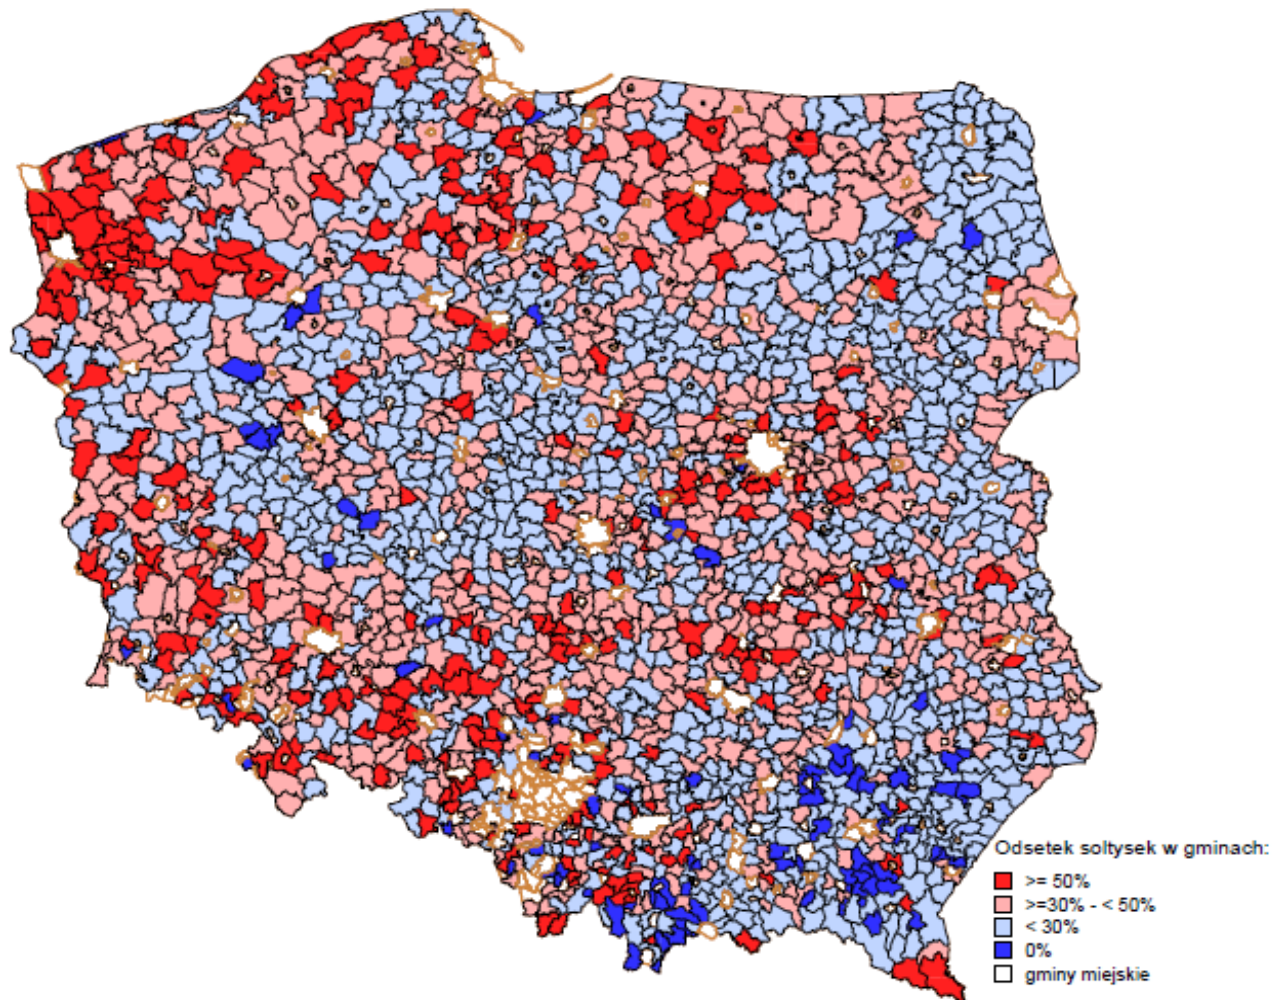 Odsetek sołtysek w gminach:
>= 50%
>=30% - < 50%
< 30%
0%
gminy miejskie